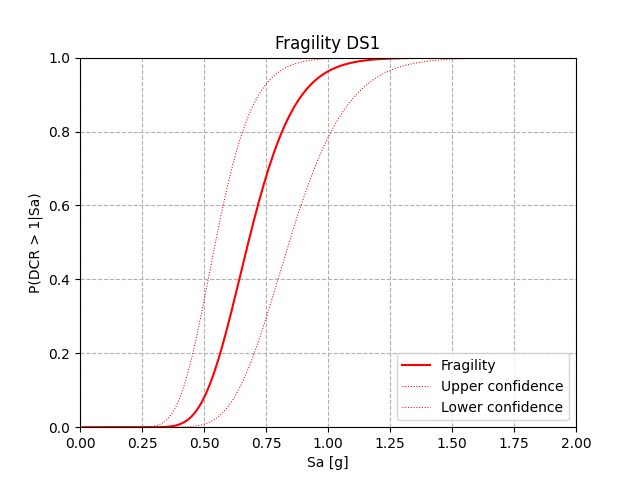 Fragility DS1
1.0
0.8
0.6
0.4
0.2
0.0
P(DCR > 1|Sa)
0.00 0.25 0.50 0.75 1.00 1.25 1.50 1.75 2.00
Sa [g]
Fragility
Upper confidence
Lower confidence